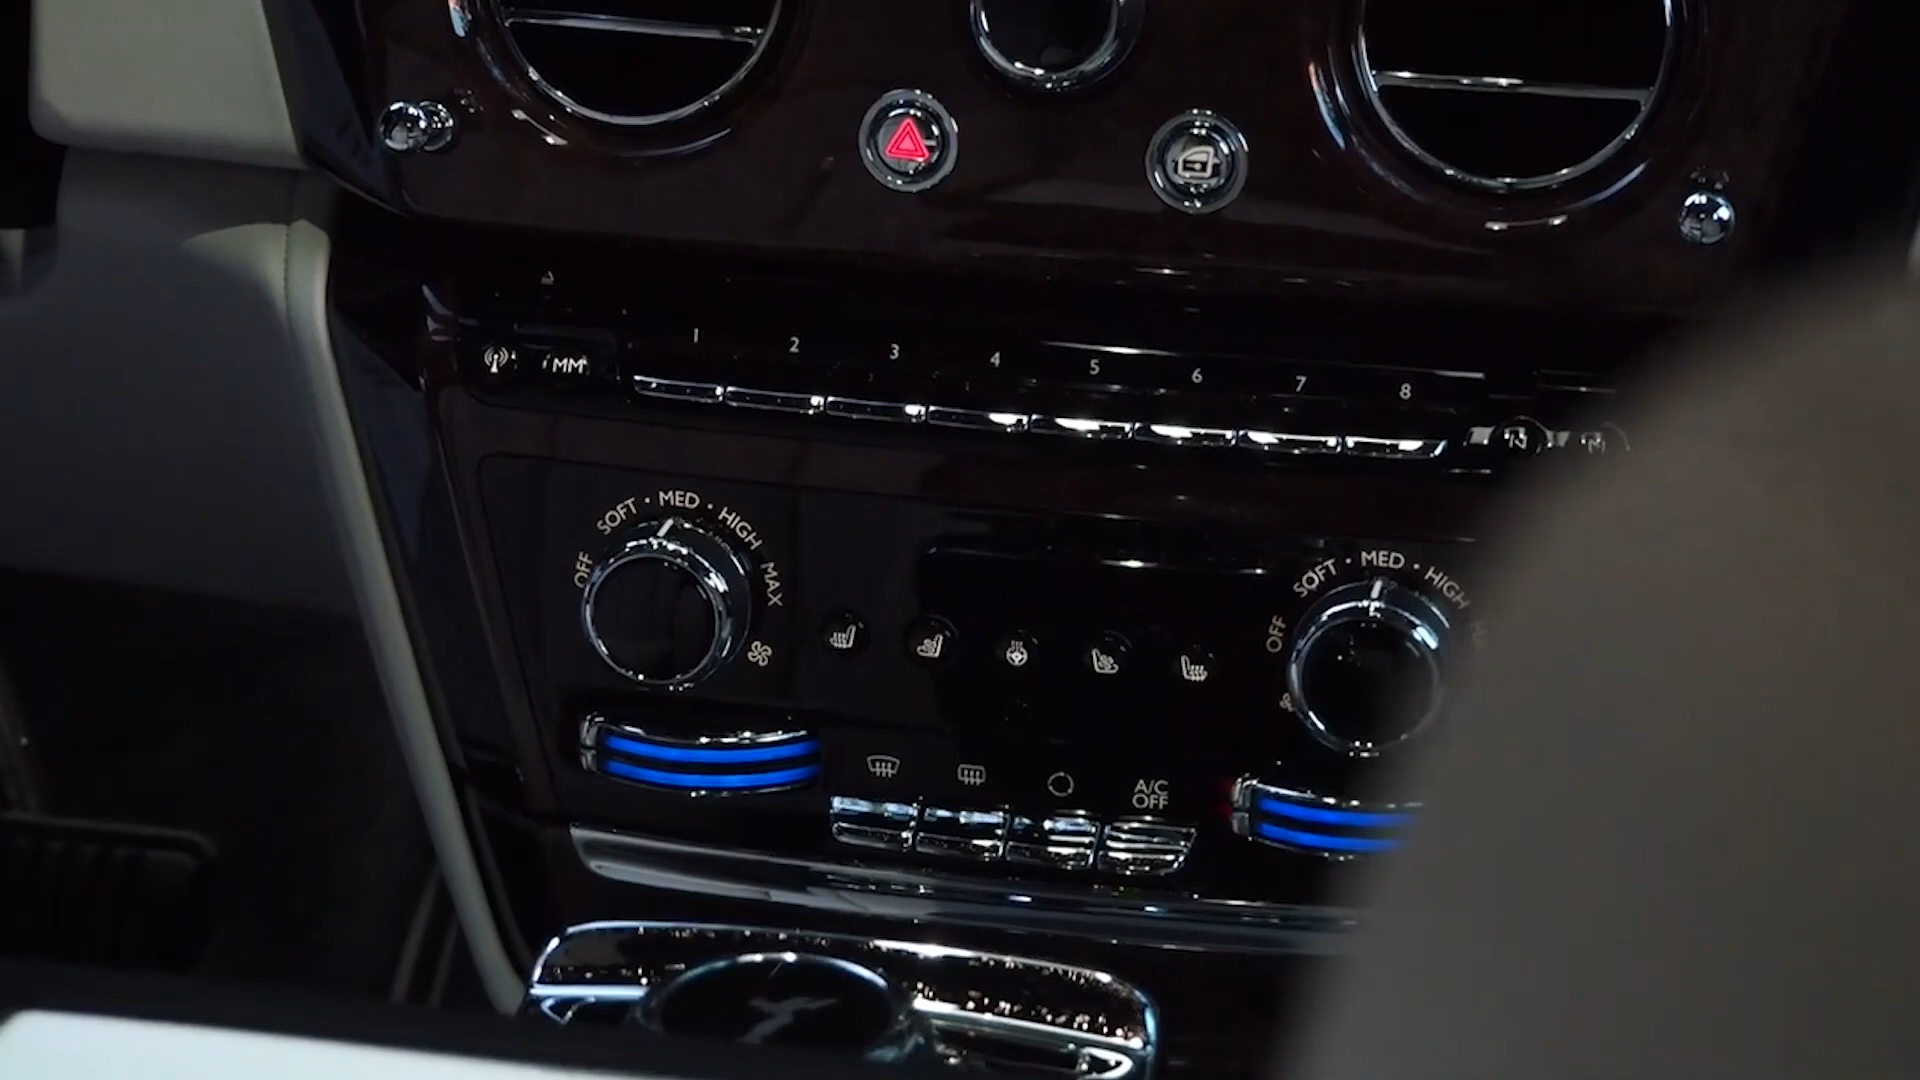 1 2 3 4 5 6 7 8
MM
OFF SOFT · MED · HIGH MAX
OFF SOFT · MED · HIGH
A/C
OFF